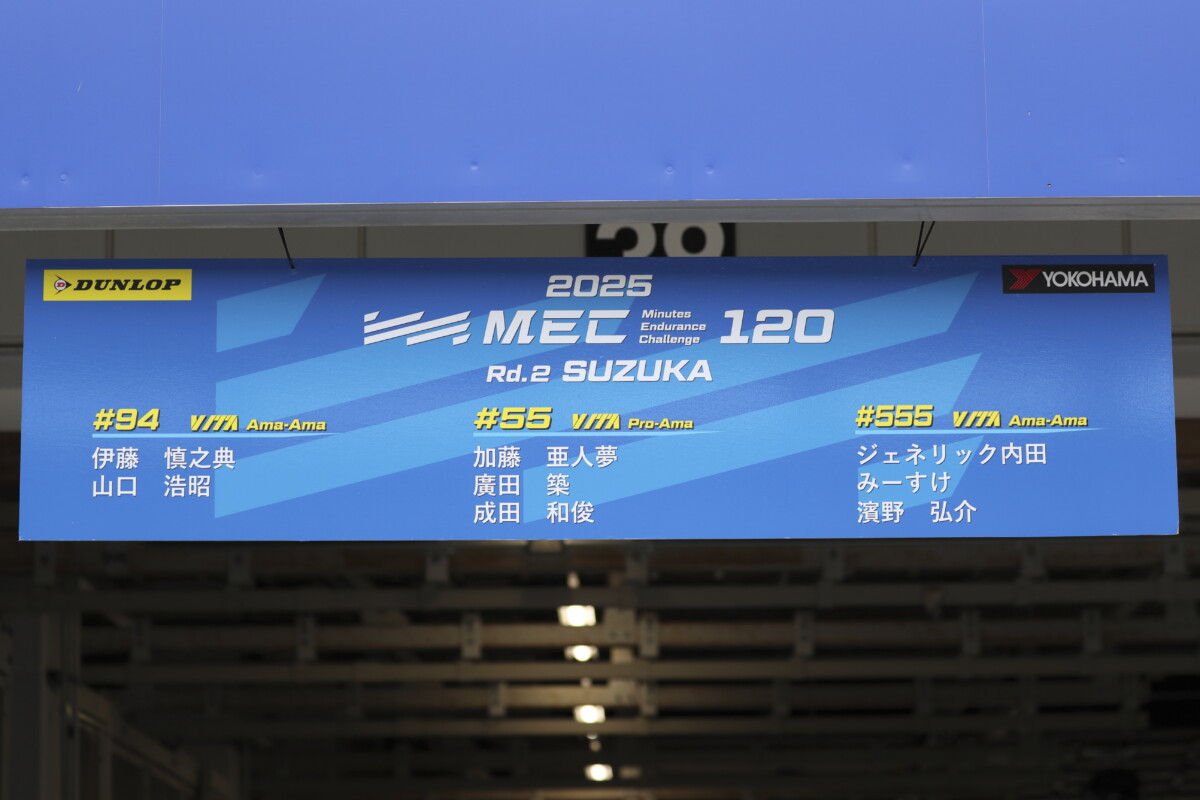 38
DUNLOP
YOKOHAMA
2025
MEC Minutes Endurance Challenge 120
Rd.2 SUZUKA
#94 VITA Ama-Ama
伊藤　慎之典
山口　浩昭
#55 VITA Pro-Ama
加藤　亜人夢
廣田　築
成田　和俊
#555 VITA Ama-Ama
ジェネリック内田
みーすけ
濱野　弘介